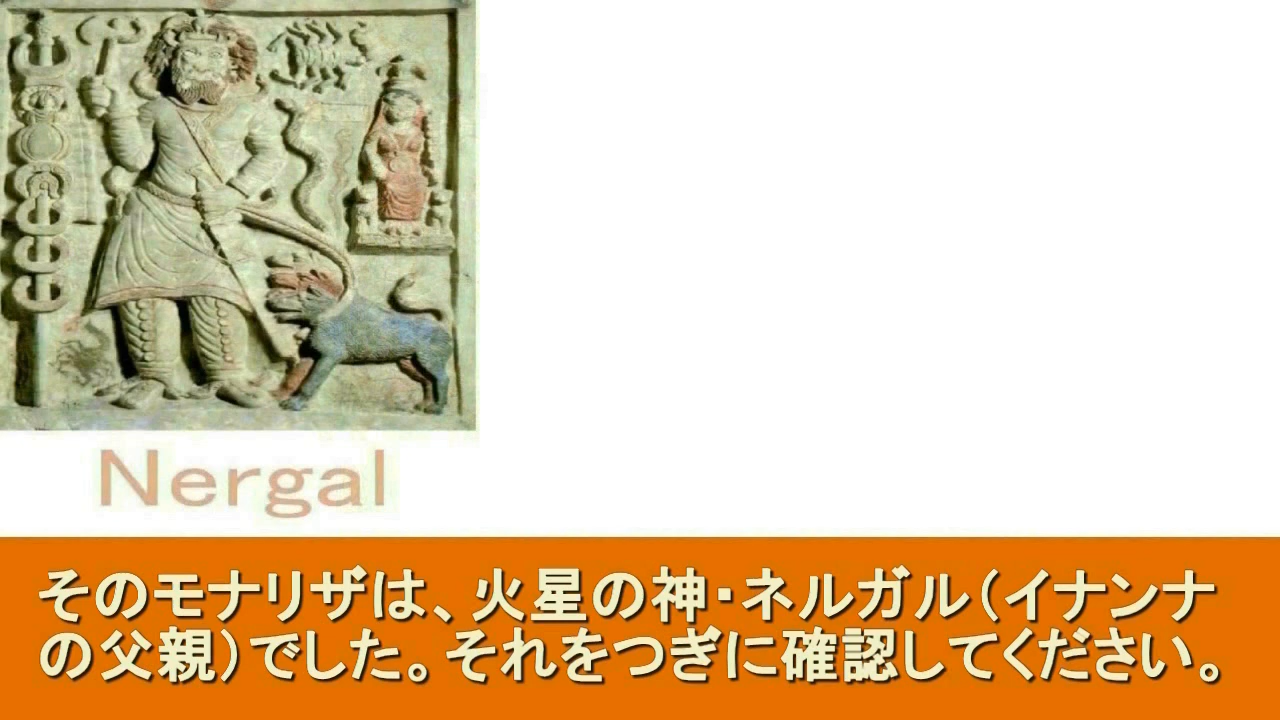 Nergal
そのモナリザは、火星の神・ネルガル（イナンナ
の父親）でした。それをつぎに確認してください。